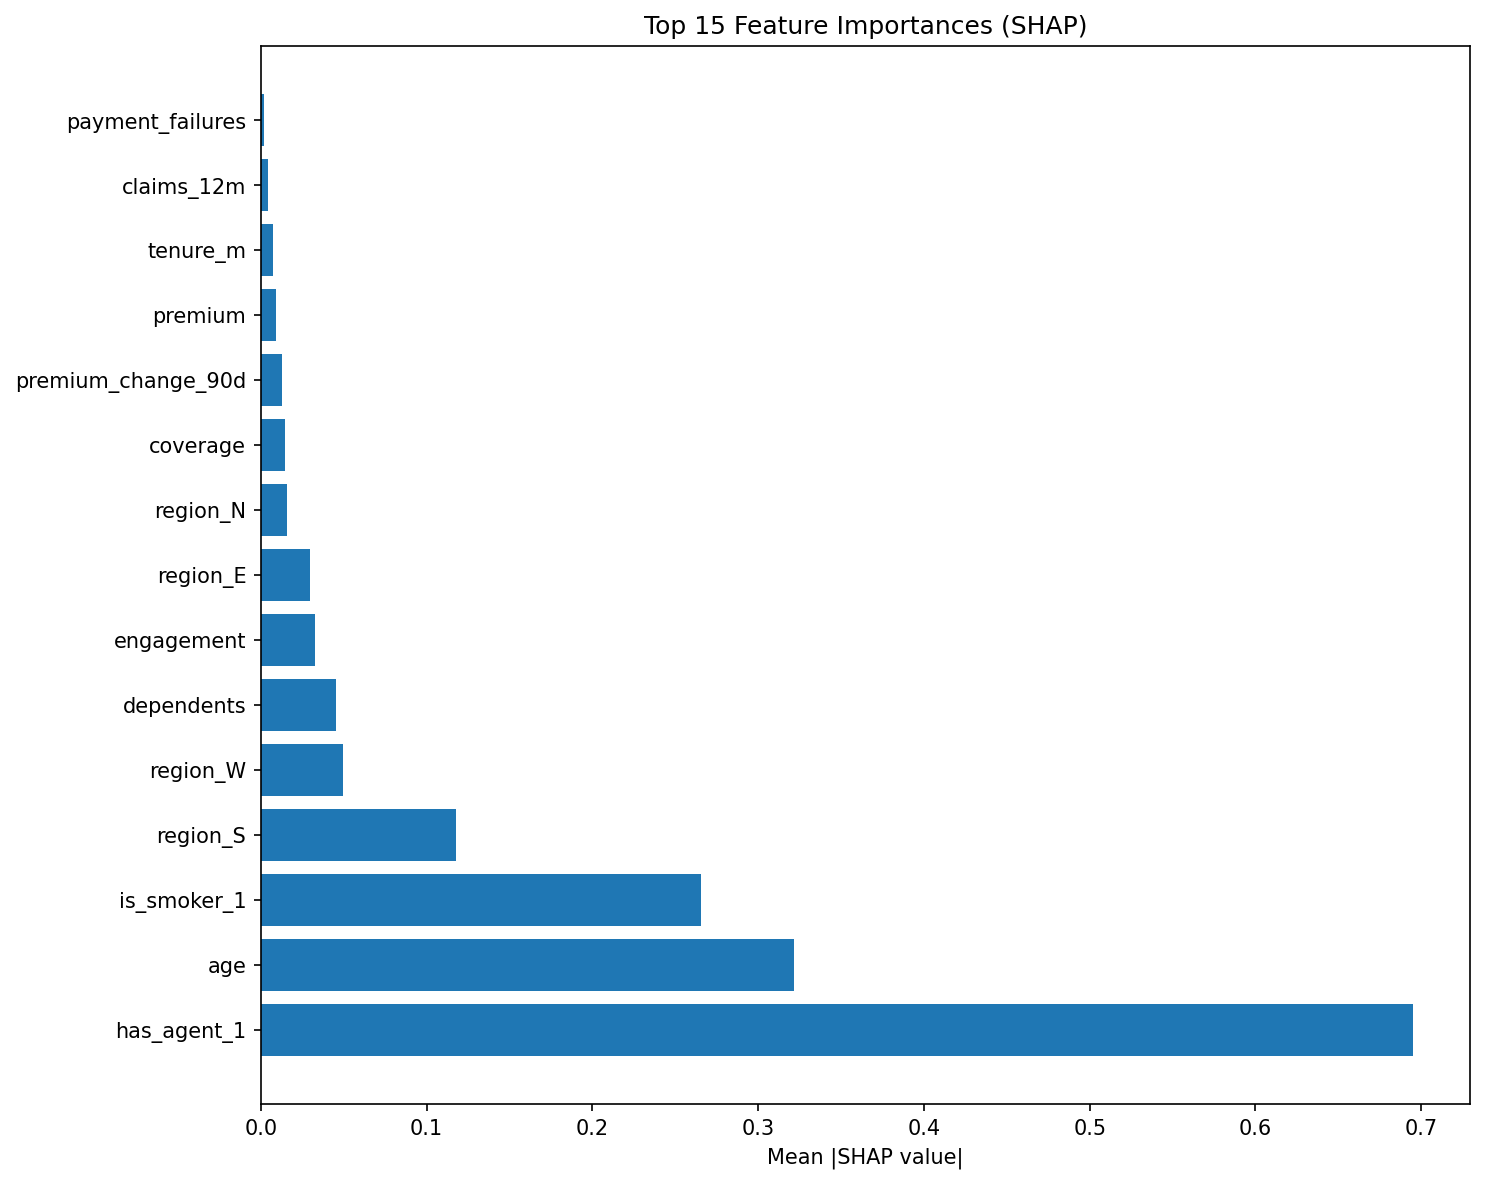 Top 15 Feature Importances (SHAP)
payment_failures
claims_12m
tenure_m
premium
premium_change_90d
coverage
region_N
region_E
engagement
dependents
region_W
region_S
is_smoker_1
age
has_agent_1
0.0 0.1 0.2 0.3 0.4 0.5 0.6 0.7
Mean |SHAP value|